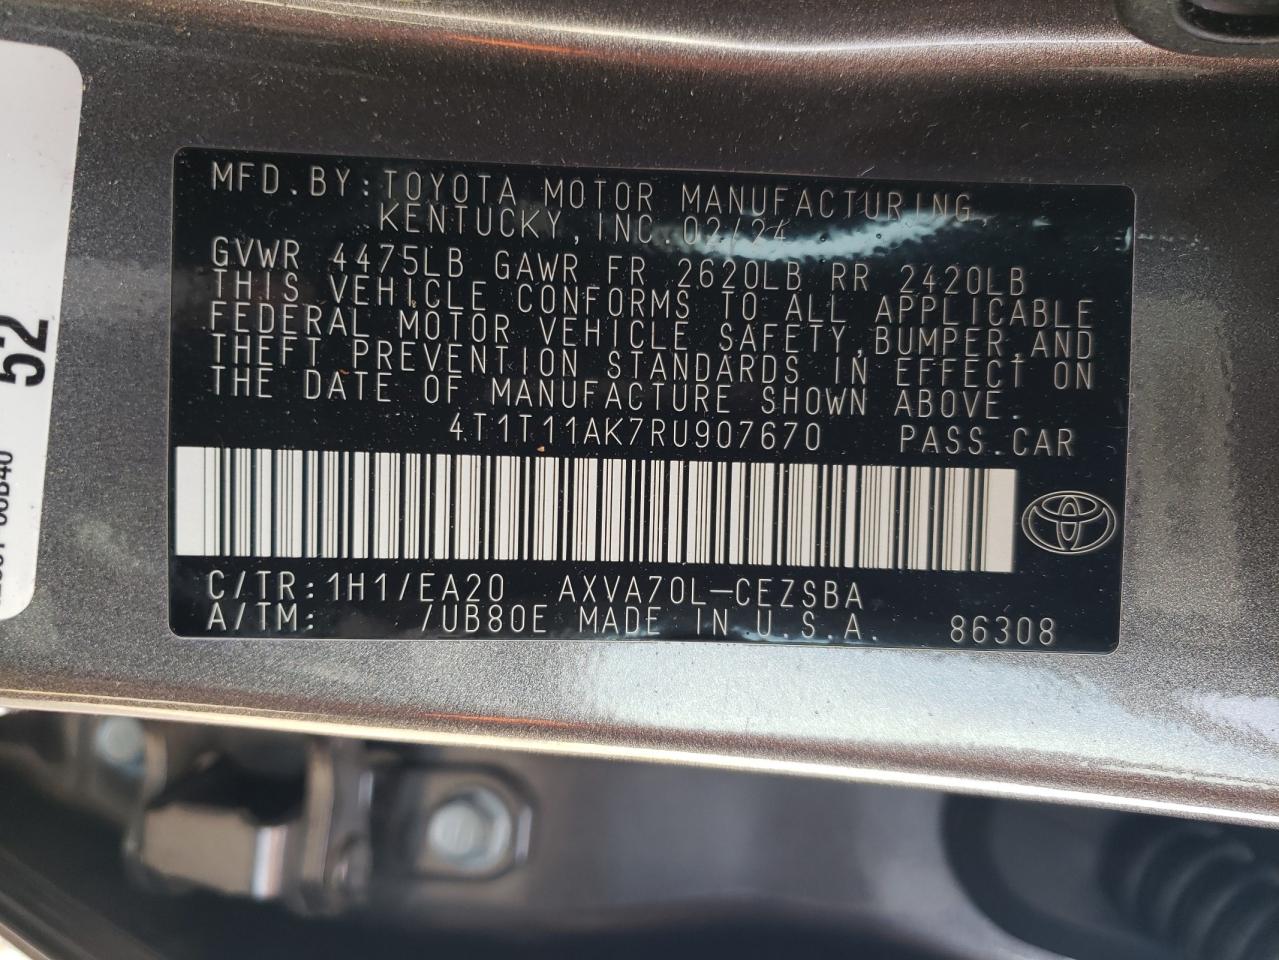 MFD.BY:TOYOTA MOTOR MANUFACTURING,
KENTUCKY,INC.02/24
GVWR 4475LB GAWR FR 2620LB RR 2420LB
THIS VEHICLE CONFORMS TO ALL APPLICABLE
FEDERAL MOTOR VEHICLE SAFETY,BUMPER,AND
THEFT PREVENTION STANDARDS IN EFFECT ON
THE DATE OF MANUFACTURE SHOWN ABOVE.
4T1T11AK7RU907670 PASS.CAR
C/TR:1H1/EA20 AXVA70L-CEZSBA
A/TM: /UB80E MADE IN U.S.A. 86308
52